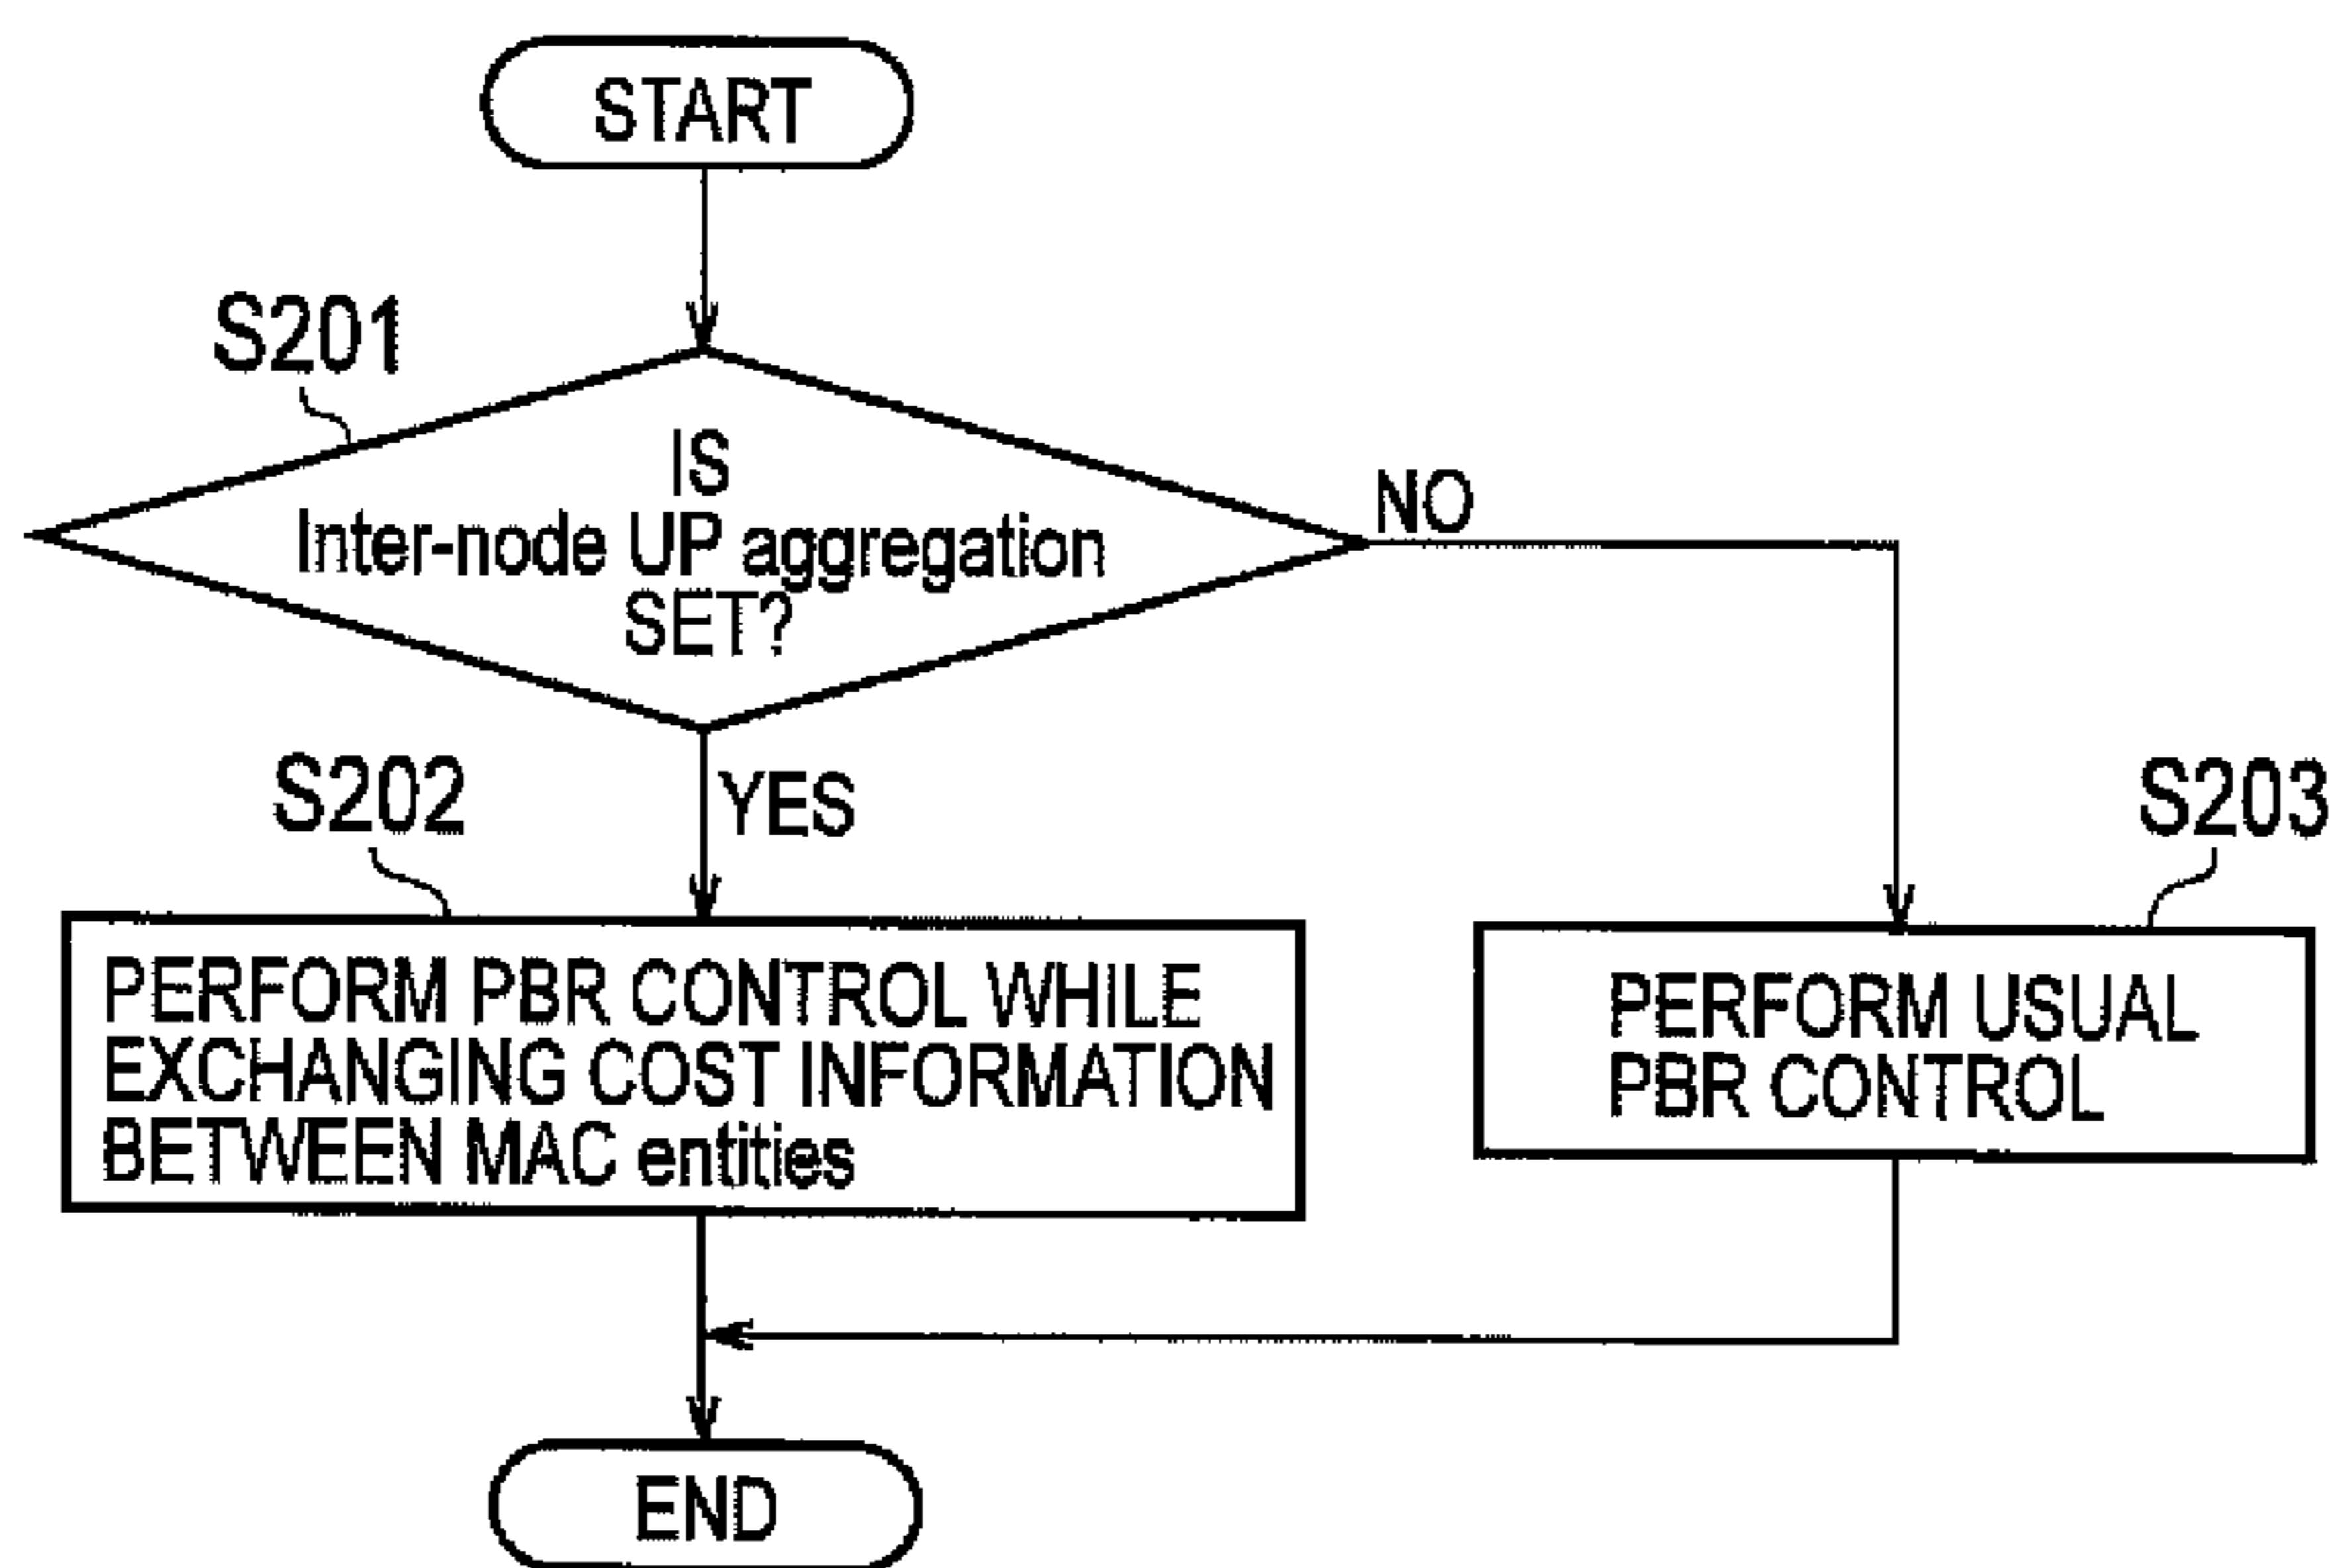 START
S201
IS
Inter-node UP aggregation
SET?
NO
YES
S202
S203
PERFORM PBR CONTROL WHILE
EXCHANGING COST INFORMATION
BETWEEN MAC entities
PERFORM USUAL
PBR CONTROL
END